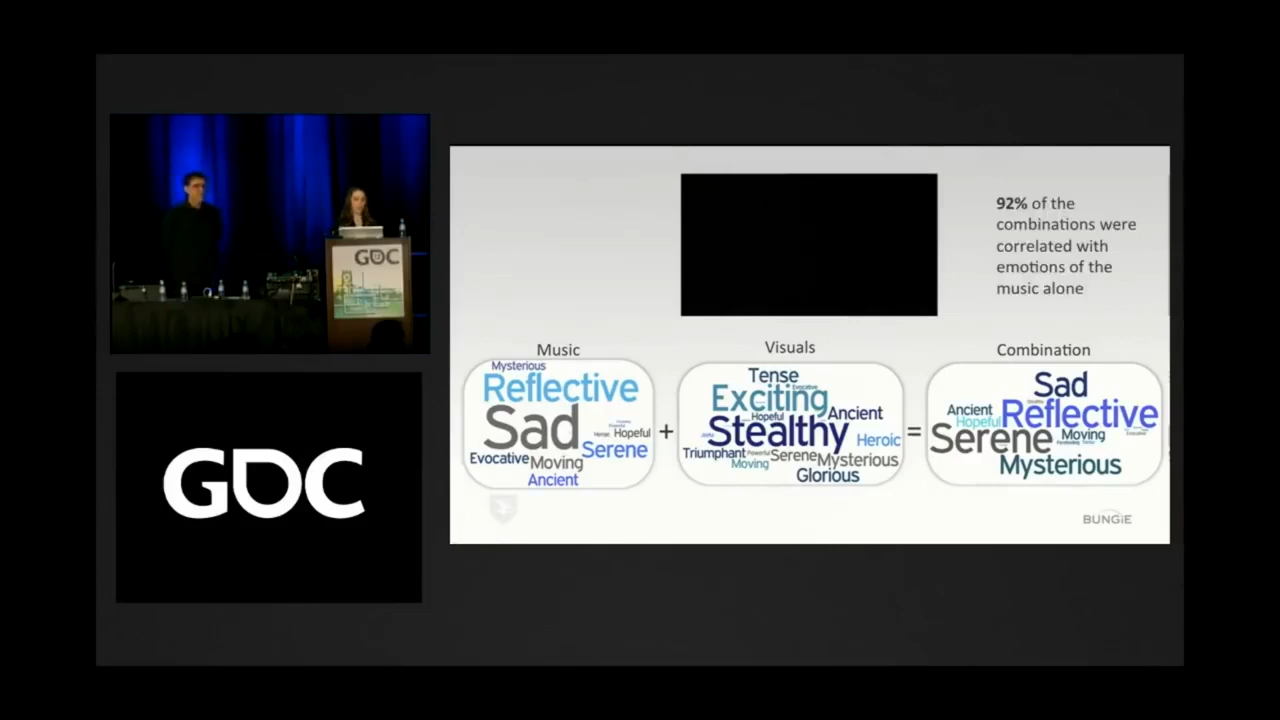 GDC
GDC
92% of the
combinations were
correlated with
emotions of the
music alone
Music
Mysterious
Reflective
Sad
Hopeful
Serene
Evocative
Moving
Ancient
+
Visuals
Tense
Evocative
Exciting
Hopeful
Ancient
Stealthy
Heroic
Triumphant
Powerful
Serene
Mysterious
Moving
Glorious
=
Combination
Sad
Ancient
Reflective
Hopeful
Serene
Moving
Mysterious
BUNGIE